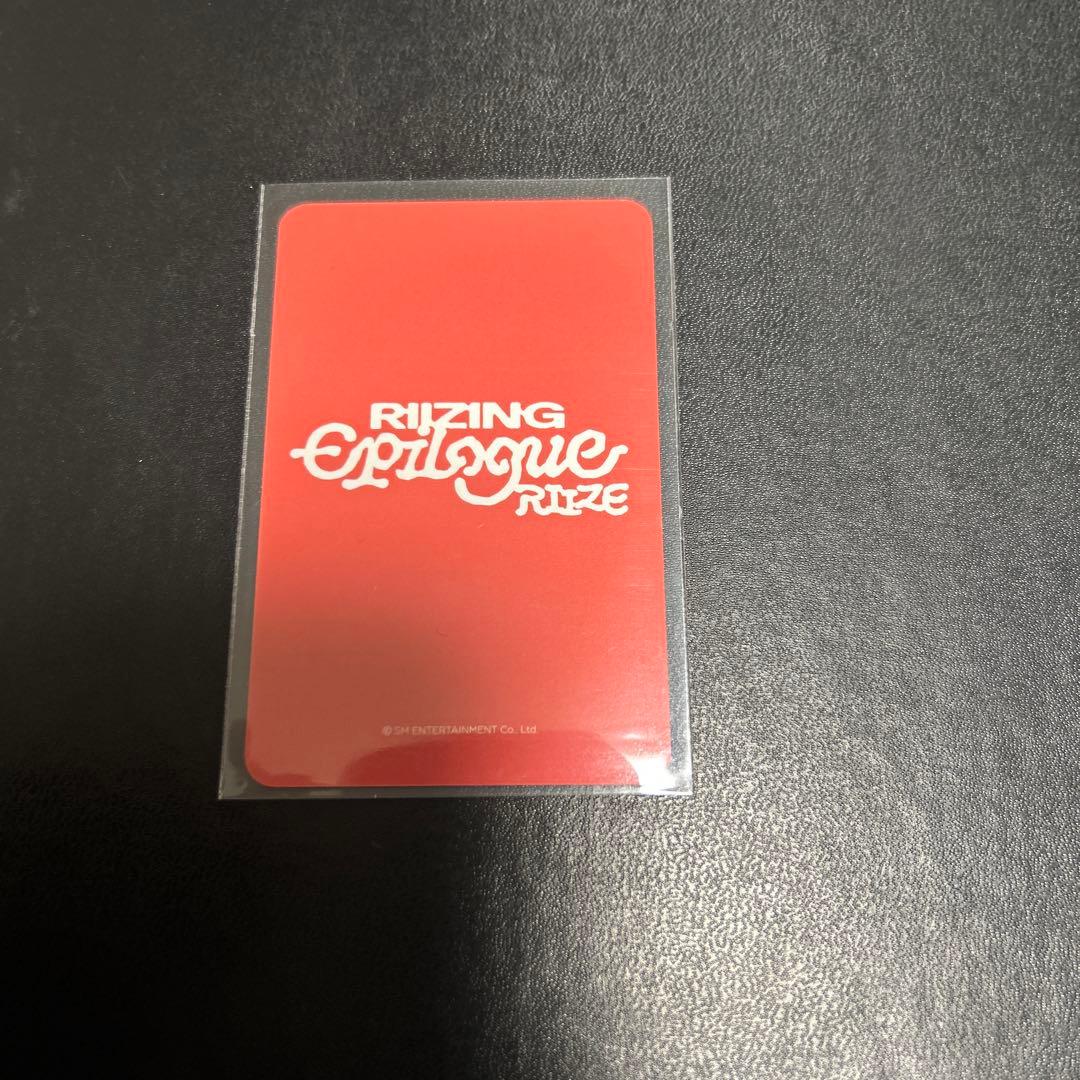 RIIZING
Epilogue
RIIZE
© SM ENTERTAINMENT Co., Ltd.